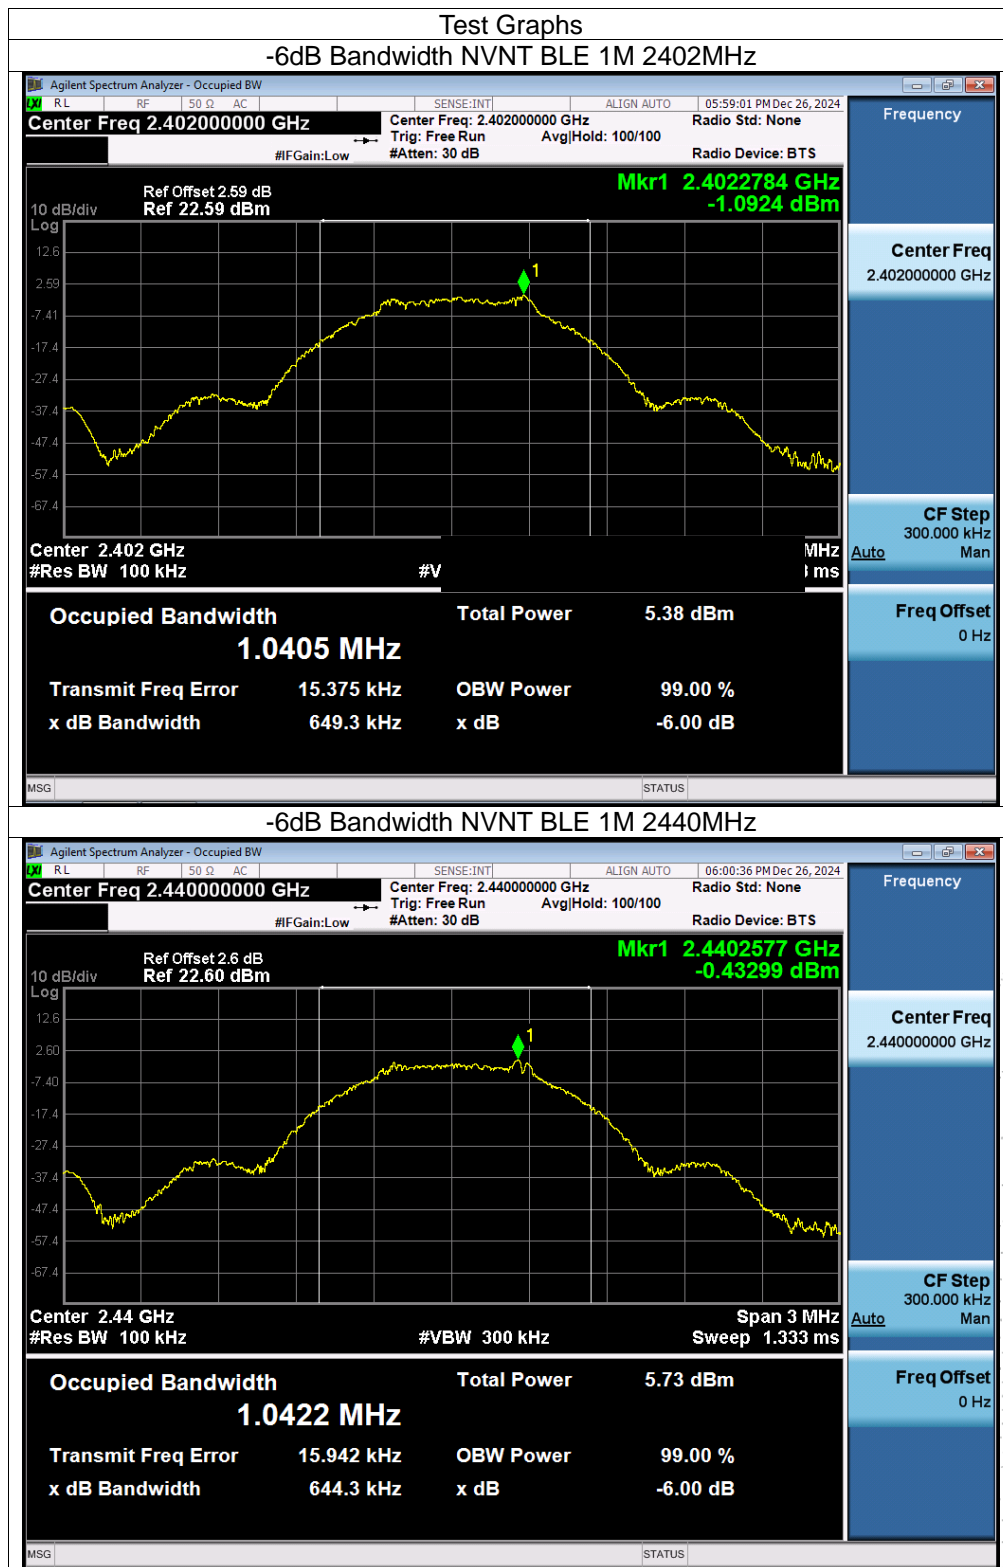 Test Graphs
-6dB Bandwidth NVNT BLE 1M 2402MHz
Agilent Spectrum Analyzer - Occupied BW
LXI RL RF 50 Ω AC SENSE:INT ALIGN AUTO 05:59:01 PM Dec 26, 2024
Center Freq 2.402000000 GHz Center Freq: 2.402000000 GHz Radio Std: None
Trig: Free Run Avg|Hold: 100/100
#IFGain:Low #Atten: 30 dB Radio Device: BTS
Frequency
Mkr1 2.4022784 GHz
-1.0924 dBm
Ref Offset 2.59 dB
10 dB/div Ref 22.59 dBm
Log
12.6
2.59
-7.41
-17.4
-27.4
-37.4
-47.4
-57.4
-67.4
1
Center Freq
2.402000000 GHz
Center 2.402 GHz MHz
#Res BW 100 kHz #V ms
CF Step
300.000 kHz
Auto Man
Occupied Bandwidth Total Power 5.38 dBm
1.0405 MHz
Transmit Freq Error 15.375 kHz OBW Power 99.00 %
x dB Bandwidth 649.3 kHz x dB -6.00 dB
Freq Offset
0 Hz
MSG STATUS
-6dB Bandwidth NVNT BLE 1M 2440MHz
Agilent Spectrum Analyzer - Occupied BW
LXI RL RF 50 Ω AC SENSE:INT ALIGN AUTO 06:00:36 PM Dec 26, 2024
Center Freq 2.440000000 GHz Center Freq: 2.440000000 GHz Radio Std: None
Trig: Free Run Avg|Hold: 100/100
#IFGain:Low #Atten: 30 dB Radio Device: BTS
Frequency
Mkr1 2.4402577 GHz
-0.43299 dBm
Ref Offset 2.6 dB
10 dB/div Ref 22.60 dBm
Log
12.6
2.60
-7.40
-17.4
-27.4
-37.4
-47.4
-57.4
-67.4
1
Center Freq
2.440000000 GHz
Center 2.44 GHz Span 3 MHz
#Res BW 100 kHz #VBW 300 kHz Sweep 1.333 ms
CF Step
300.000 kHz
Auto Man
Occupied Bandwidth Total Power 5.73 dBm
1.0422 MHz
Transmit Freq Error 15.942 kHz OBW Power 99.00 %
x dB Bandwidth 644.3 kHz x dB -6.00 dB
Freq Offset
0 Hz
MSG STATUS